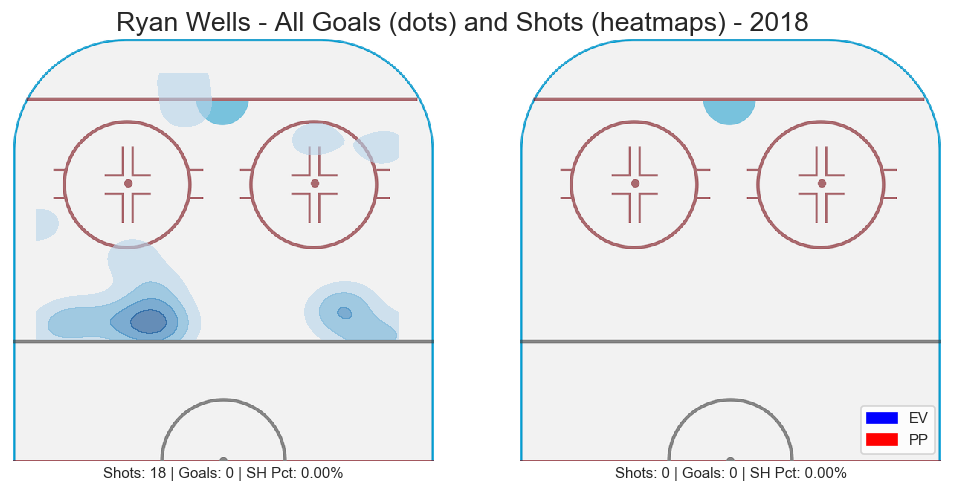 Ryan Wells - All Goals (dots) and Shots (heatmaps) - 2018
EV
PP
Shots: 18 | Goals: 0 | SH Pct: 0.00%
Shots: 0 | Goals: 0 | SH Pct: 0.00%